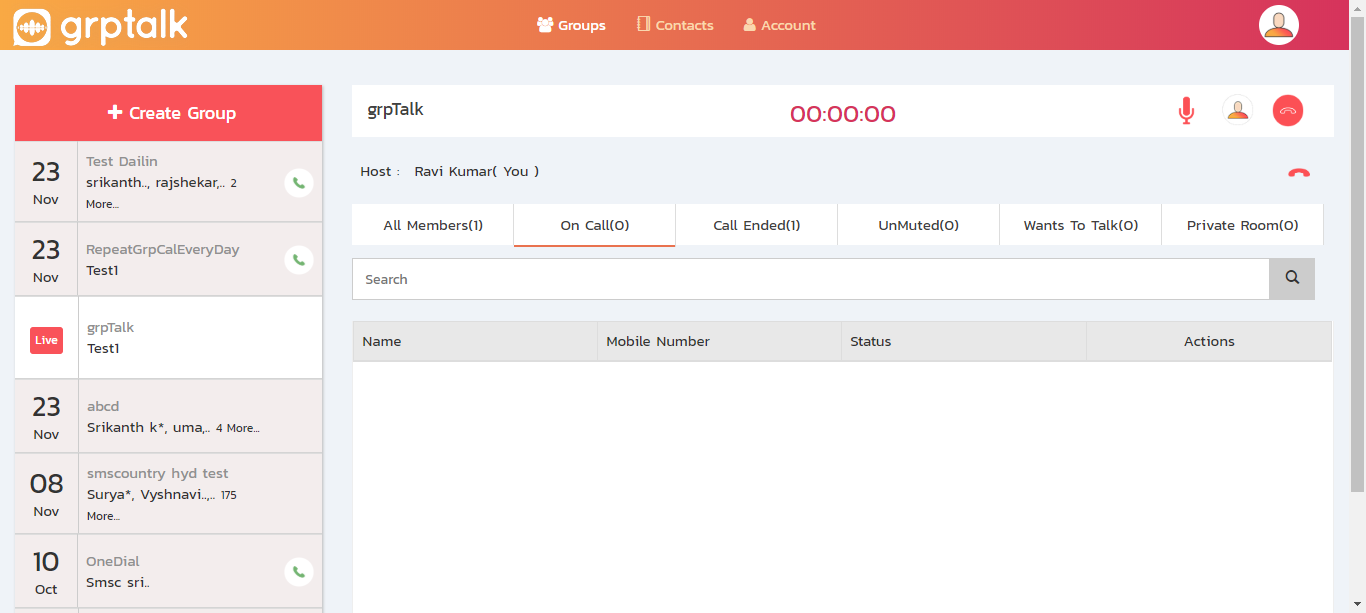 grptalk
Groups
Contacts
Account
Create Group
23
Nov
Test Dailin
srikanth.., rajshekar,.. 2
More...
23
Nov
RepeatGrpCalEveryDay
Test1
Live
grpTalk
Test1
23
Nov
abcd
Srikanth k*, uma,.. 4 More...
08
Nov
smscountry hyd test
Surya*, Vyshnavi..,.. 175
More...
10
Oct
OneDial
Smsc sri..
grpTalk
00:00:00
Host : Ravi Kumar( You )
All Members(1)
On Call(0)
Call Ended(1)
UnMuted(0)
Wants To Talk(0)
Private Room(0)
Search
Name
Mobile Number
Status
Actions